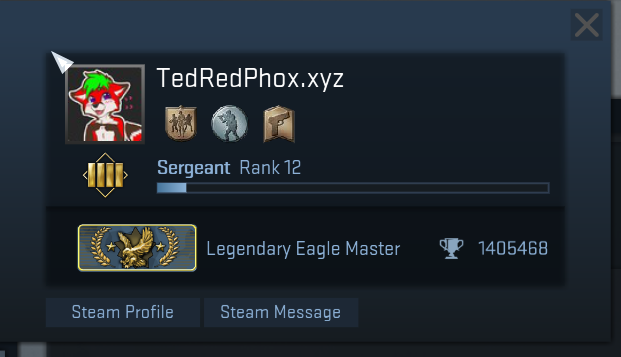 TedRedPhox.xyz
Sergeant Rank 12
Legendary Eagle Master 1405468
Steam Profile Steam Message